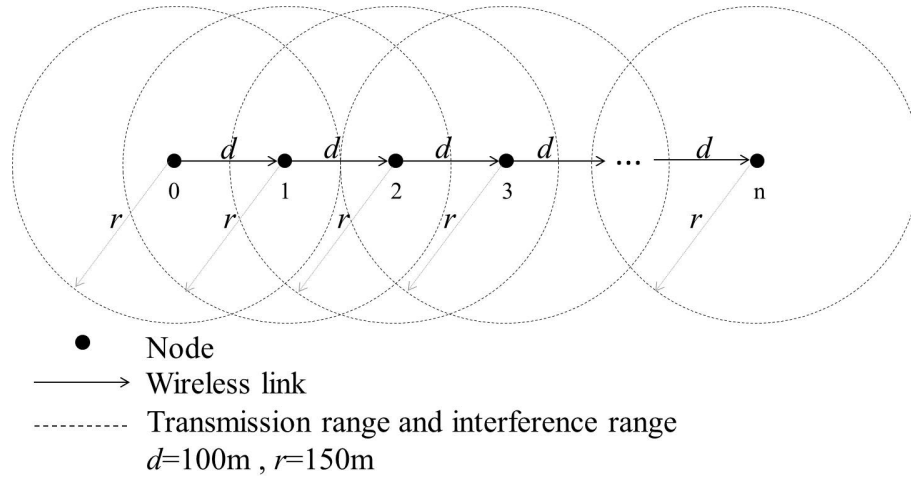 d d d d d
0 1 2 3 ... n
r r r r r
Node
Wireless link
Transmission range and interference range
d=100m , r=150m